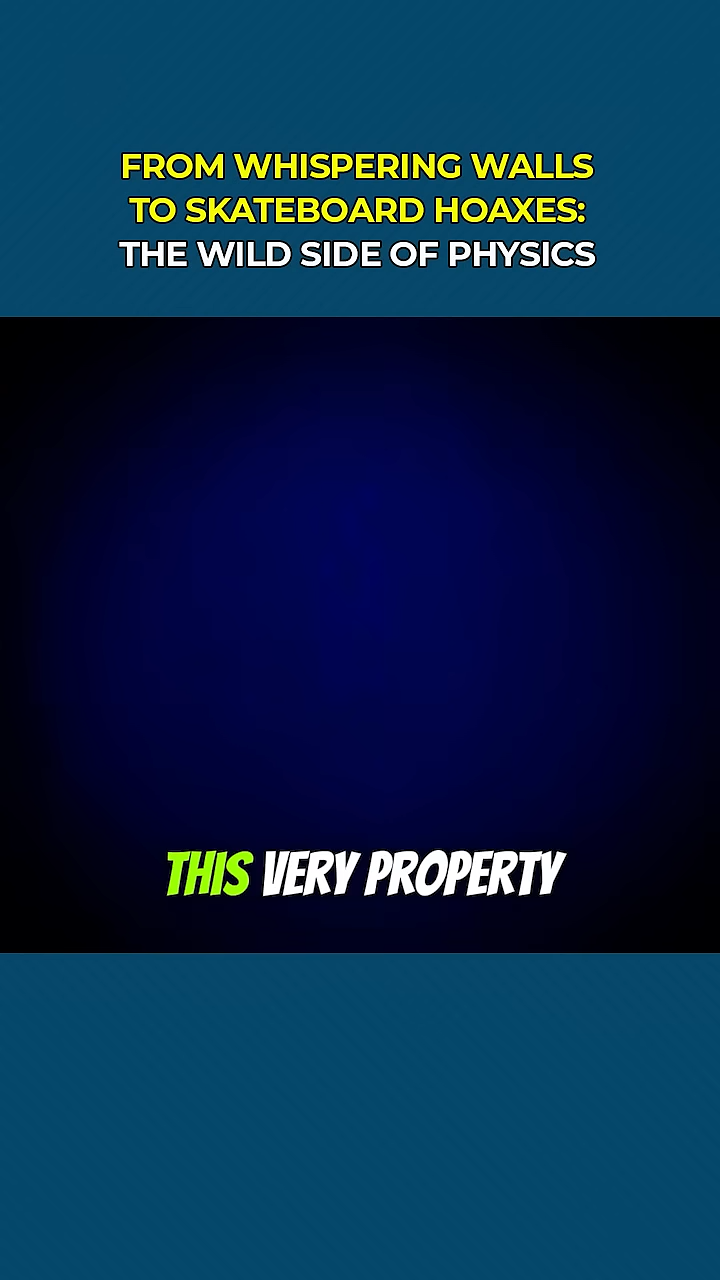 FROM WHISPERING WALLS
TO SKATEBOARD HOAXES:
THE WILD SIDE OF PHYSICS
THIS VERY PROPERTY